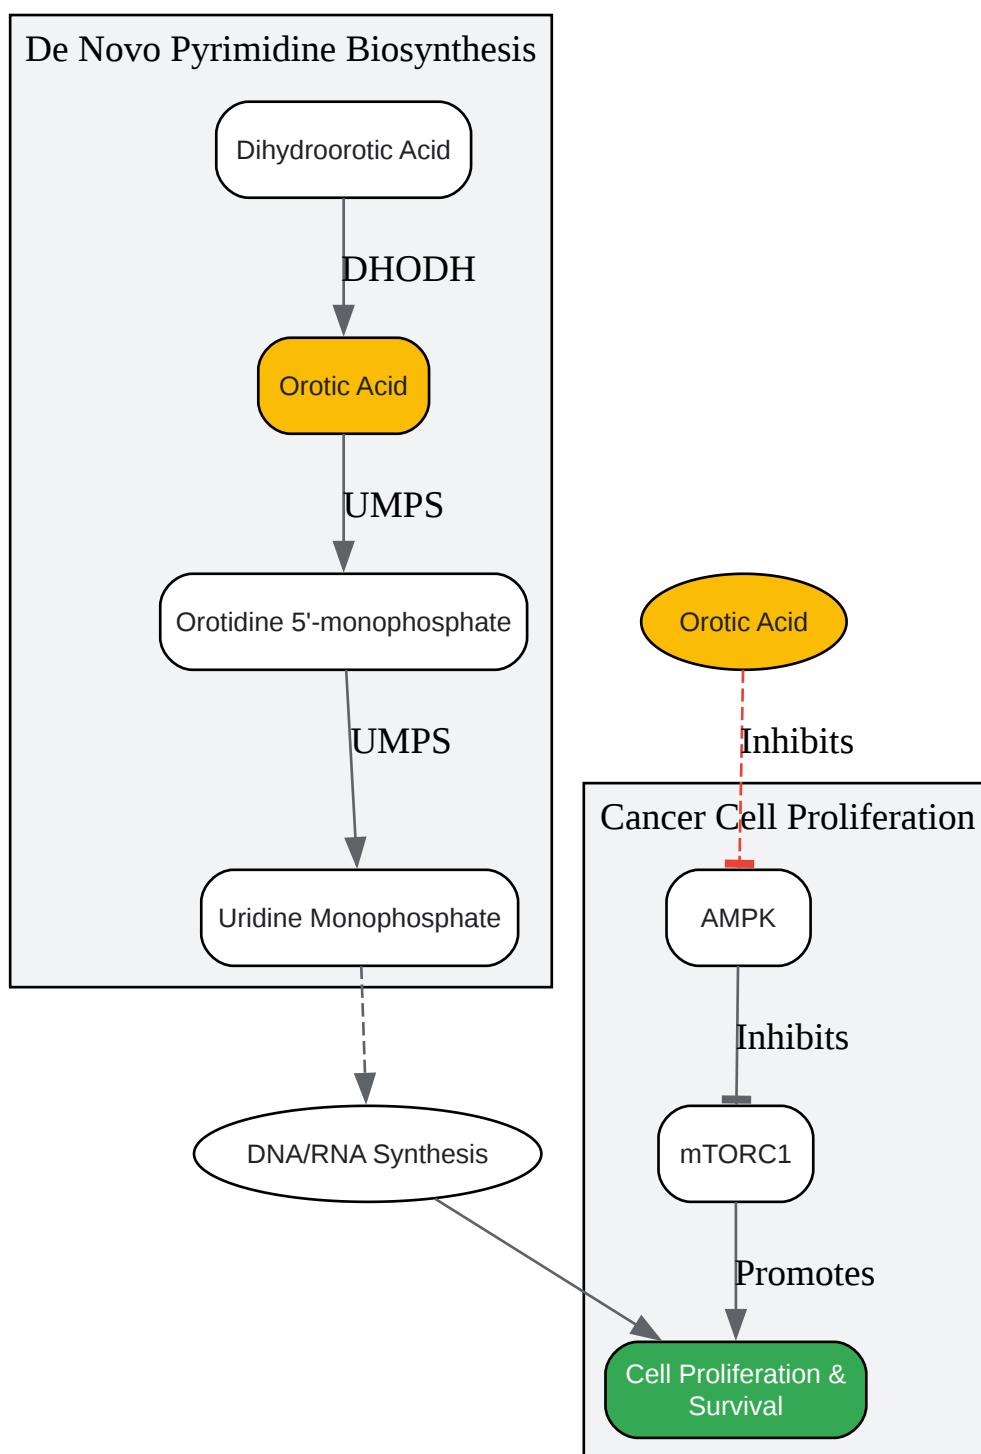 De Novo Pyrimidine Biosynthesis
Dihydroorotic Acid
DHODH
Orotic Acid
UMPS
Orotidine 5'-monophosphate
UMPS
Uridine Monophosphate
DNA/RNA Synthesis
Orotic Acid
Inhibits
Cancer Cell Proliferation
AMPK
Inhibits
mTORC1
Promotes
Cell Proliferation &
Survival